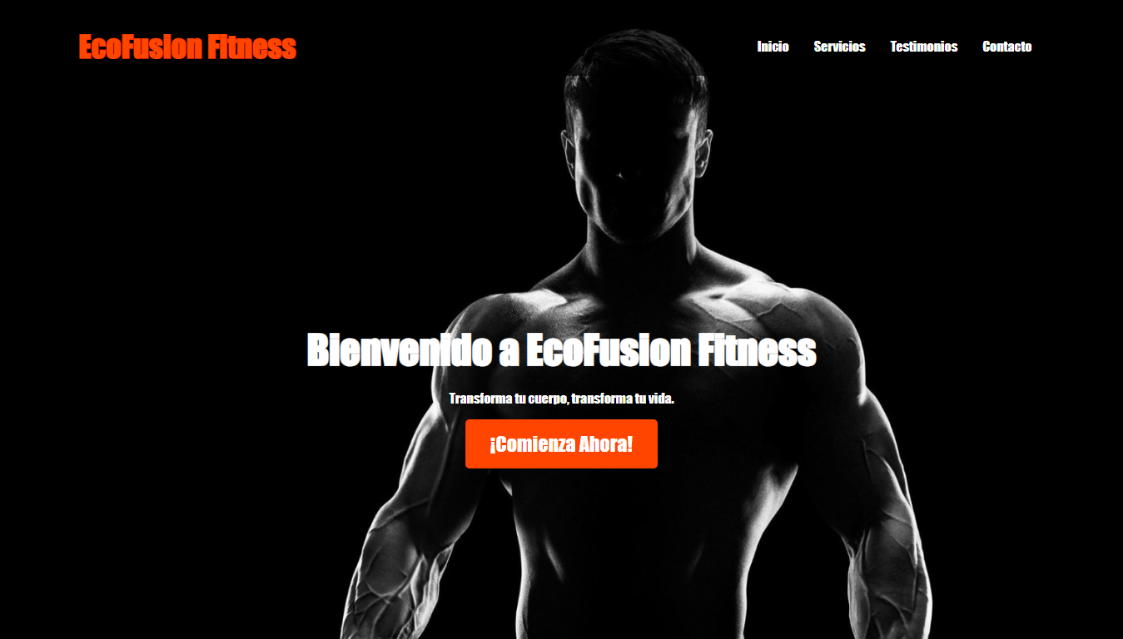 EcoFusion Fitness
Inicio Servicios Testimonios Contacto
Bienvenido a EcoFusion Fitness
Transforma tu cuerpo, transforma tu vida.
¡Comienza Ahora!